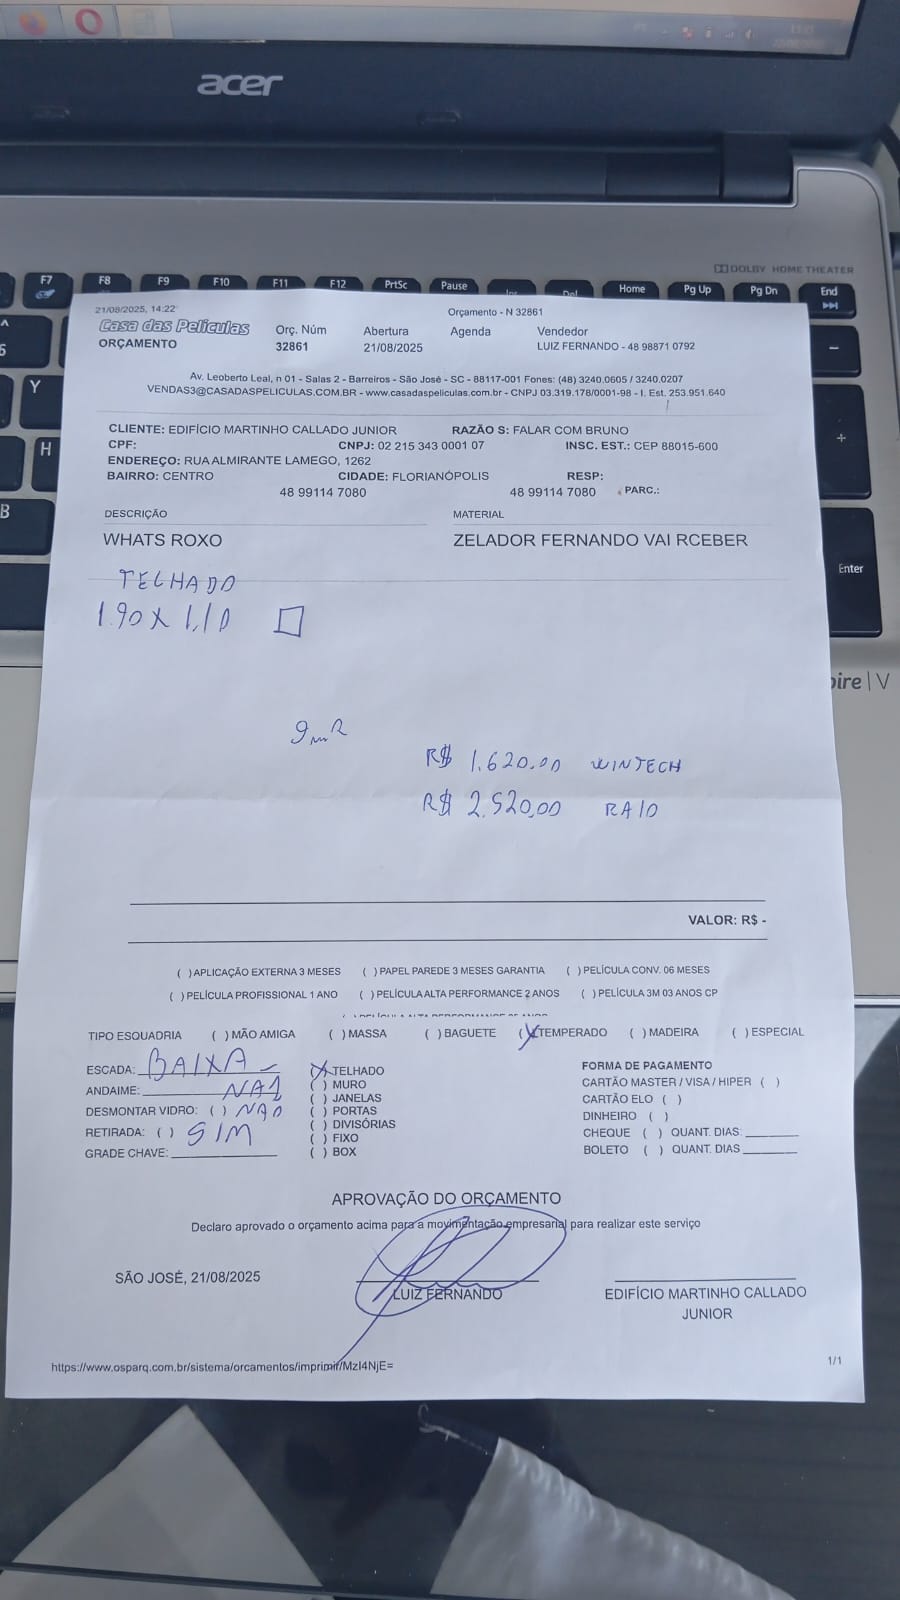 acer
DOLBY HOME THEATER
F7 F8 F9 F10 F11 F12 PrtSc Pause Home Pg Up Pg Dn End
Y
H
B
Enter
21/08/2025, 14:22 Orçamento - N 32861
Casa das Películas Orç. Núm Abertura Agenda Vendedor
ORÇAMENTO 32861 21/08/2025 LUIZ FERNANDO - 48 98871 0792
Av. Leoberto Leal, n 01 - Salas 2 - Barreiros - São José - SC - 88117-001 Fones: (48) 3240.0605 / 3240.0207
VENDAS3@CASADASPELICULAS.COM.BR - www.casadaspeliculas.com.br - CNPJ 03.319.178/0001-98 - I. Est. 253.951.640
CLIENTE: EDIFÍCIO MARTINHO CALLADO JUNIOR RAZÃO S: FALAR COM BRUNO
CPF: CNPJ: 02 215 343 0001 07 INSC. EST.: CEP 88015-600
ENDEREÇO: RUA ALMIRANTE LAMEGO, 1262
BAIRRO: CENTRO CIDADE: FLORIANÓPOLIS RESP:
48 99114 7080 48 99114 7080 PARC.:
DESCRIÇÃO MATERIAL
WHATS ROXO ZELADOR FERNANDO VAI RCEBER
TELHADO
1.90 X 1,10
9
R$ 1.620,00 WINTECH
R$ 2.520,00 RAIO
VALOR: R$ -
( )APLICAÇÃO EXTERNA 3 MESES ( )PAPEL PAREDE 3 MESES GARANTIA ( )PELÍCULA CONV. 06 MESES
( )PELÍCULA PROFISSIONAL 1 ANO ( )PELÍCULA ALTA PERFORMANCE 2 ANOS ( )PELÍCULA 3M 03 ANOS CP
TIPO ESQUADRIA ( )MÃO AMIGA ( )MASSA ( )BAGUETE (X)TEMPERADO ( )MADEIRA ( )ESPECIAL
ESCADA: BAIXA (X)TELHADO FORMA DE PAGAMENTO
ANDAIME: NAO ( )MURO CARTÃO MASTER / VISA / HIPER ( )
DESMONTAR VIDRO: ( ) NAO ( )JANELAS CARTÃO ELO ( )
RETIRADA: ( ) SIM ( )PORTAS DINHEIRO ( )
GRADE CHAVE: ( )DIVISÓRIAS CHEQUE ( ) QUANT. DIAS:
( )FIXO BOLETO ( ) QUANT. DIAS
( )BOX
APROVAÇÃO DO ORÇAMENTO
Declaro aprovado o orçamento acima para a movimentação empresarial para realizar este serviço
SÃO JOSÉ, 21/08/2025
LUIZ FERNANDO EDIFÍCIO MARTINHO CALLADO
JUNIOR
https://www.osparq.com.br/sistema/orcamentos/imprimir/MzI4NjE= 1/1